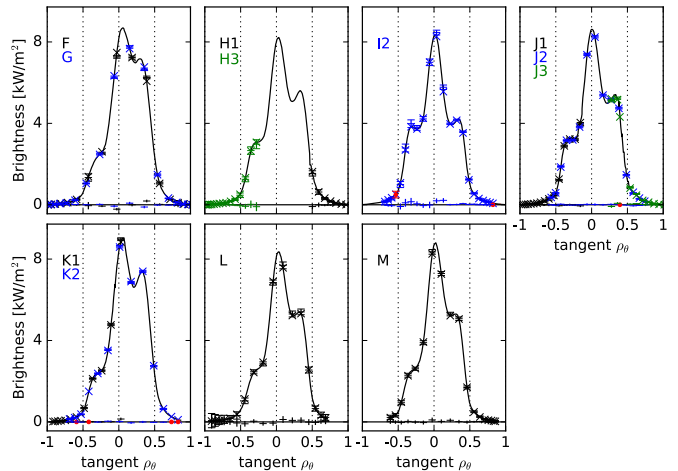 Brightness [kW/m²]
8
4
0
F
G
H1
H3
I2
J1
J2
J3
-1 -0.5 0 0.5 1
tangent ρθ
Brightness [kW/m²]
8
4
0
K1
K2
L
M
-1 -0.5 0 0.5 1 -0.5 0 0.5 1 -0.5 0 0.5 1
tangent ρθ tangent ρθ tangent ρθ